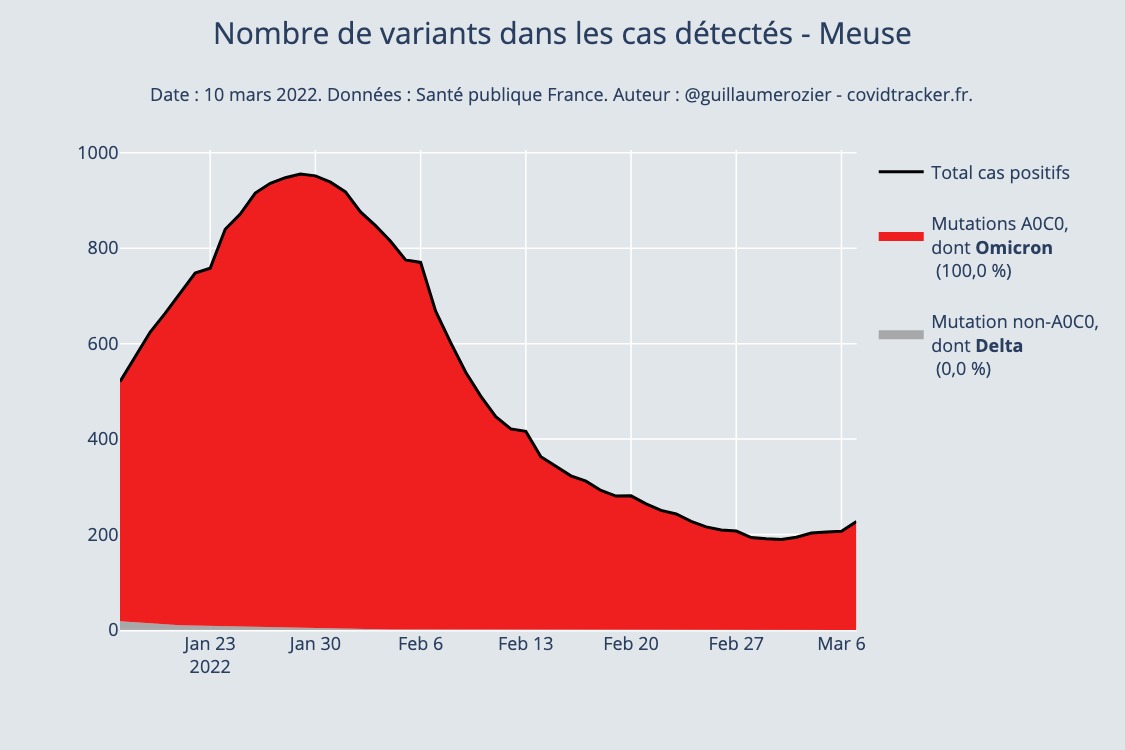 Nombre de variants dans les cas détectés - Meuse
Date : 10 mars 2022. Données : Santé publique France. Auteur : @guillaumerozier - covidtracker.fr.
1000
800
600
400
200
0
Jan 23
2022
Jan 30
Feb 6
Feb 13
Feb 20
Feb 27
Mar 6
Total cas positifs
Mutations A0C0,
dont Omicron
(100,0 %)
Mutation non-A0C0,
dont Delta
(0,0 %)